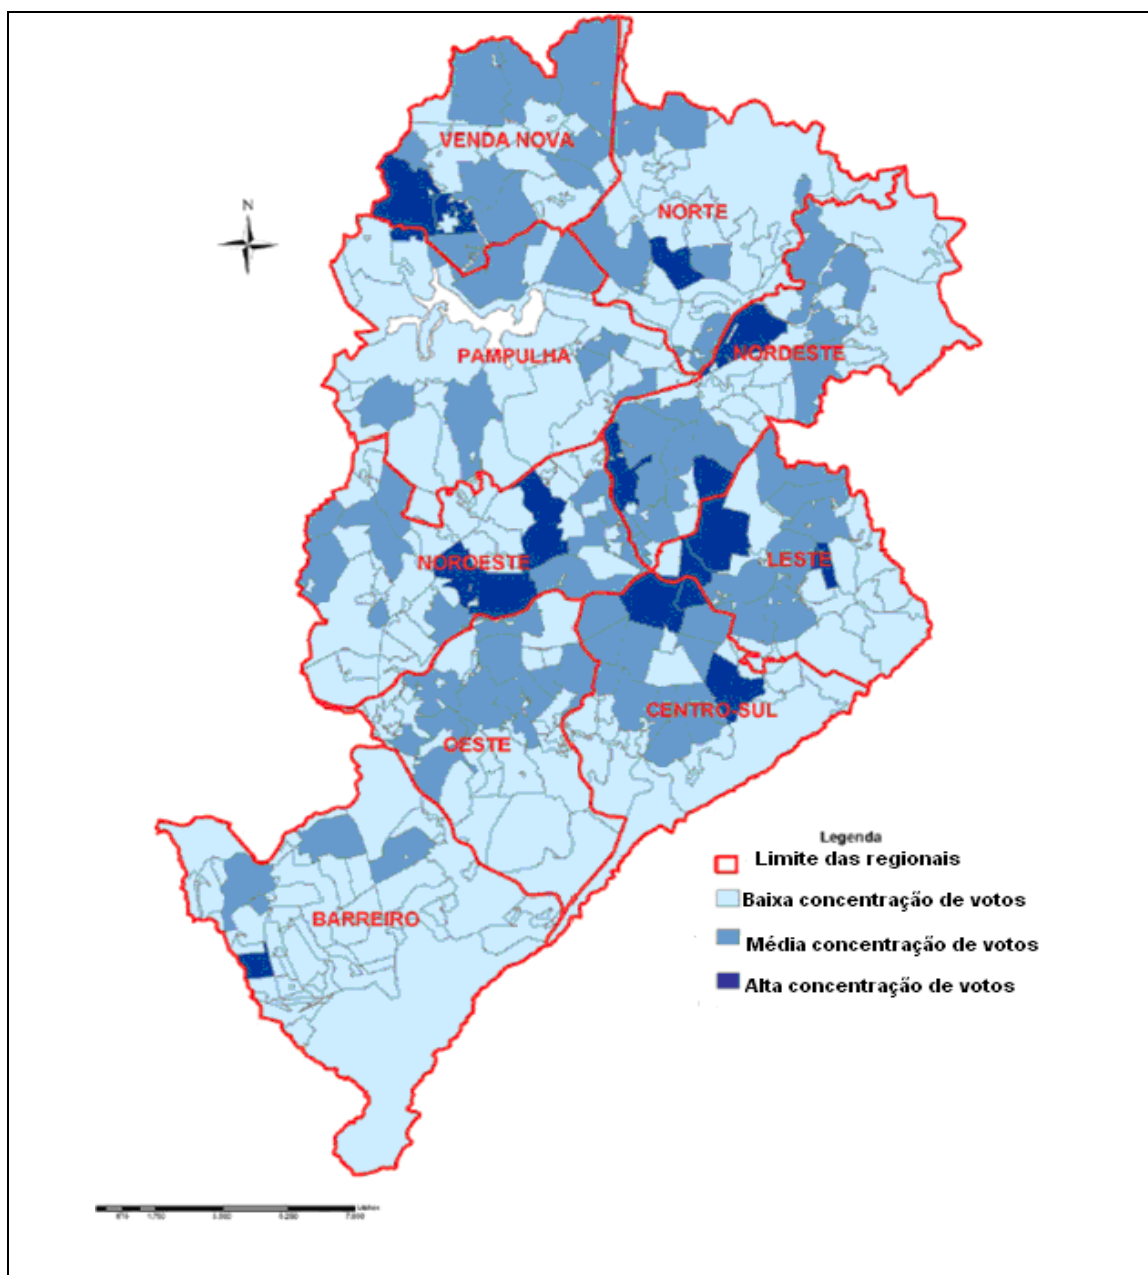 VENDA NOVA
N
NORTE
PAMPULHA
NORDESTE
NOROESTE
LESTE
CENTRO-SUL
OESTE
Legenda
Limite das regionais
Baixa concentração de votos
BARREIRO
Média concentração de votos
Alta concentração de votos